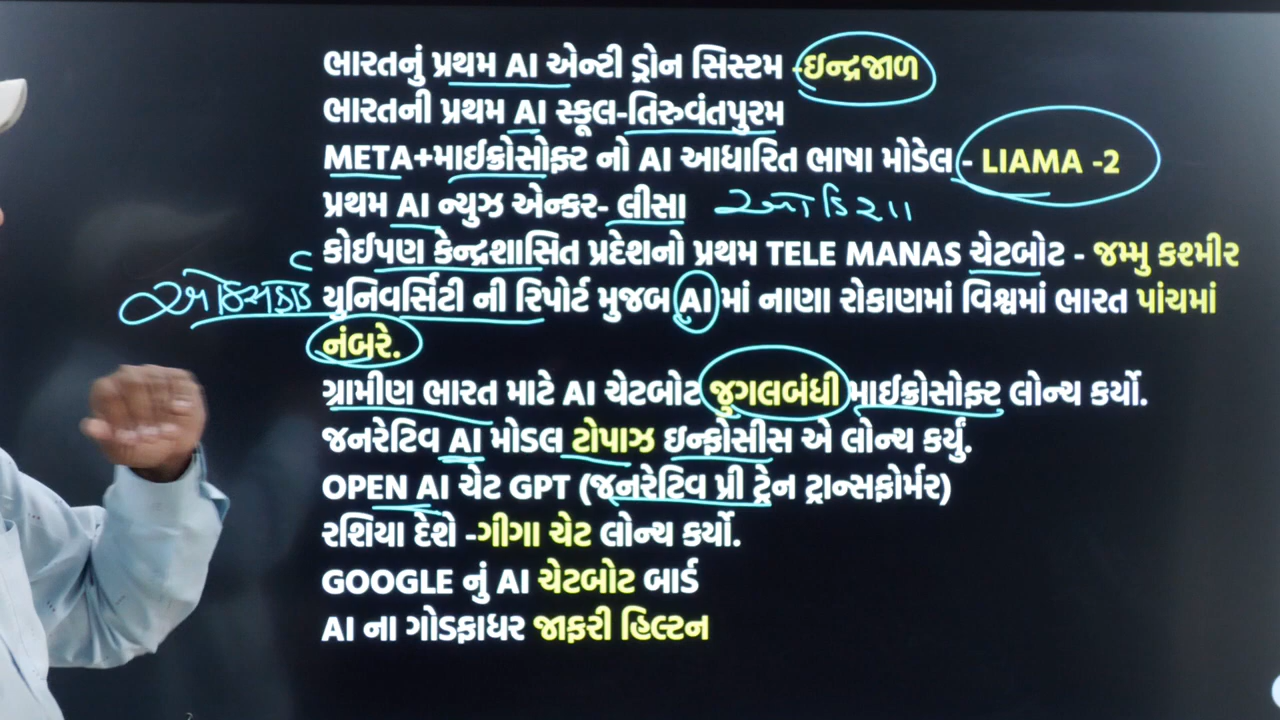 ભારતનું પ્રથમ AI એન્ટી ડ્રોન સિસ્ટમ -ઇન્દ્રજાળ
ભારતની પ્રથમ AI સ્કૂલ-તિરુવંતપુરમ
META+માઈક્રોસોફ્ટ નો AI આધારિત ભાષા મોડેલ - LIAMA -2
પ્રથમ AI ન્યુઝ એન્કર- લીસા
કોઈપણ કેન્દ્રશાસિત પ્રદેશનો પ્રથમ TELE MANAS ચેટબોટ - જમ્મુ કશ્મીર
યુનિવર્સિટી ની રિપોર્ટ મુજબ AI માં નાણા રોકાણમાં વિશ્વમાં ભારત પાંચમાં
નંબરે.
ગ્રામીણ ભારત માટે AI ચેટબોટ જુગલબંધી માઈક્રોસોફ્ટ લોન્ચ કર્યો.
જનરેટિવ AI મોડલ ટોપાઝ ઇન્ફોસીસ એ લોન્ચ કર્યું.
OPEN AI ચેટ GPT (જનરેટિવ પ્રી ટ્રેન ટ્રાન્સફોર્મર)
રશિયા દેશે -ગીગા ચેટ લોન્ચ કર્યો.
GOOGLE નું AI ચેટબોટ બાર્ડ
AI ના ગોડફાધર જાફરી હિલ્ટન